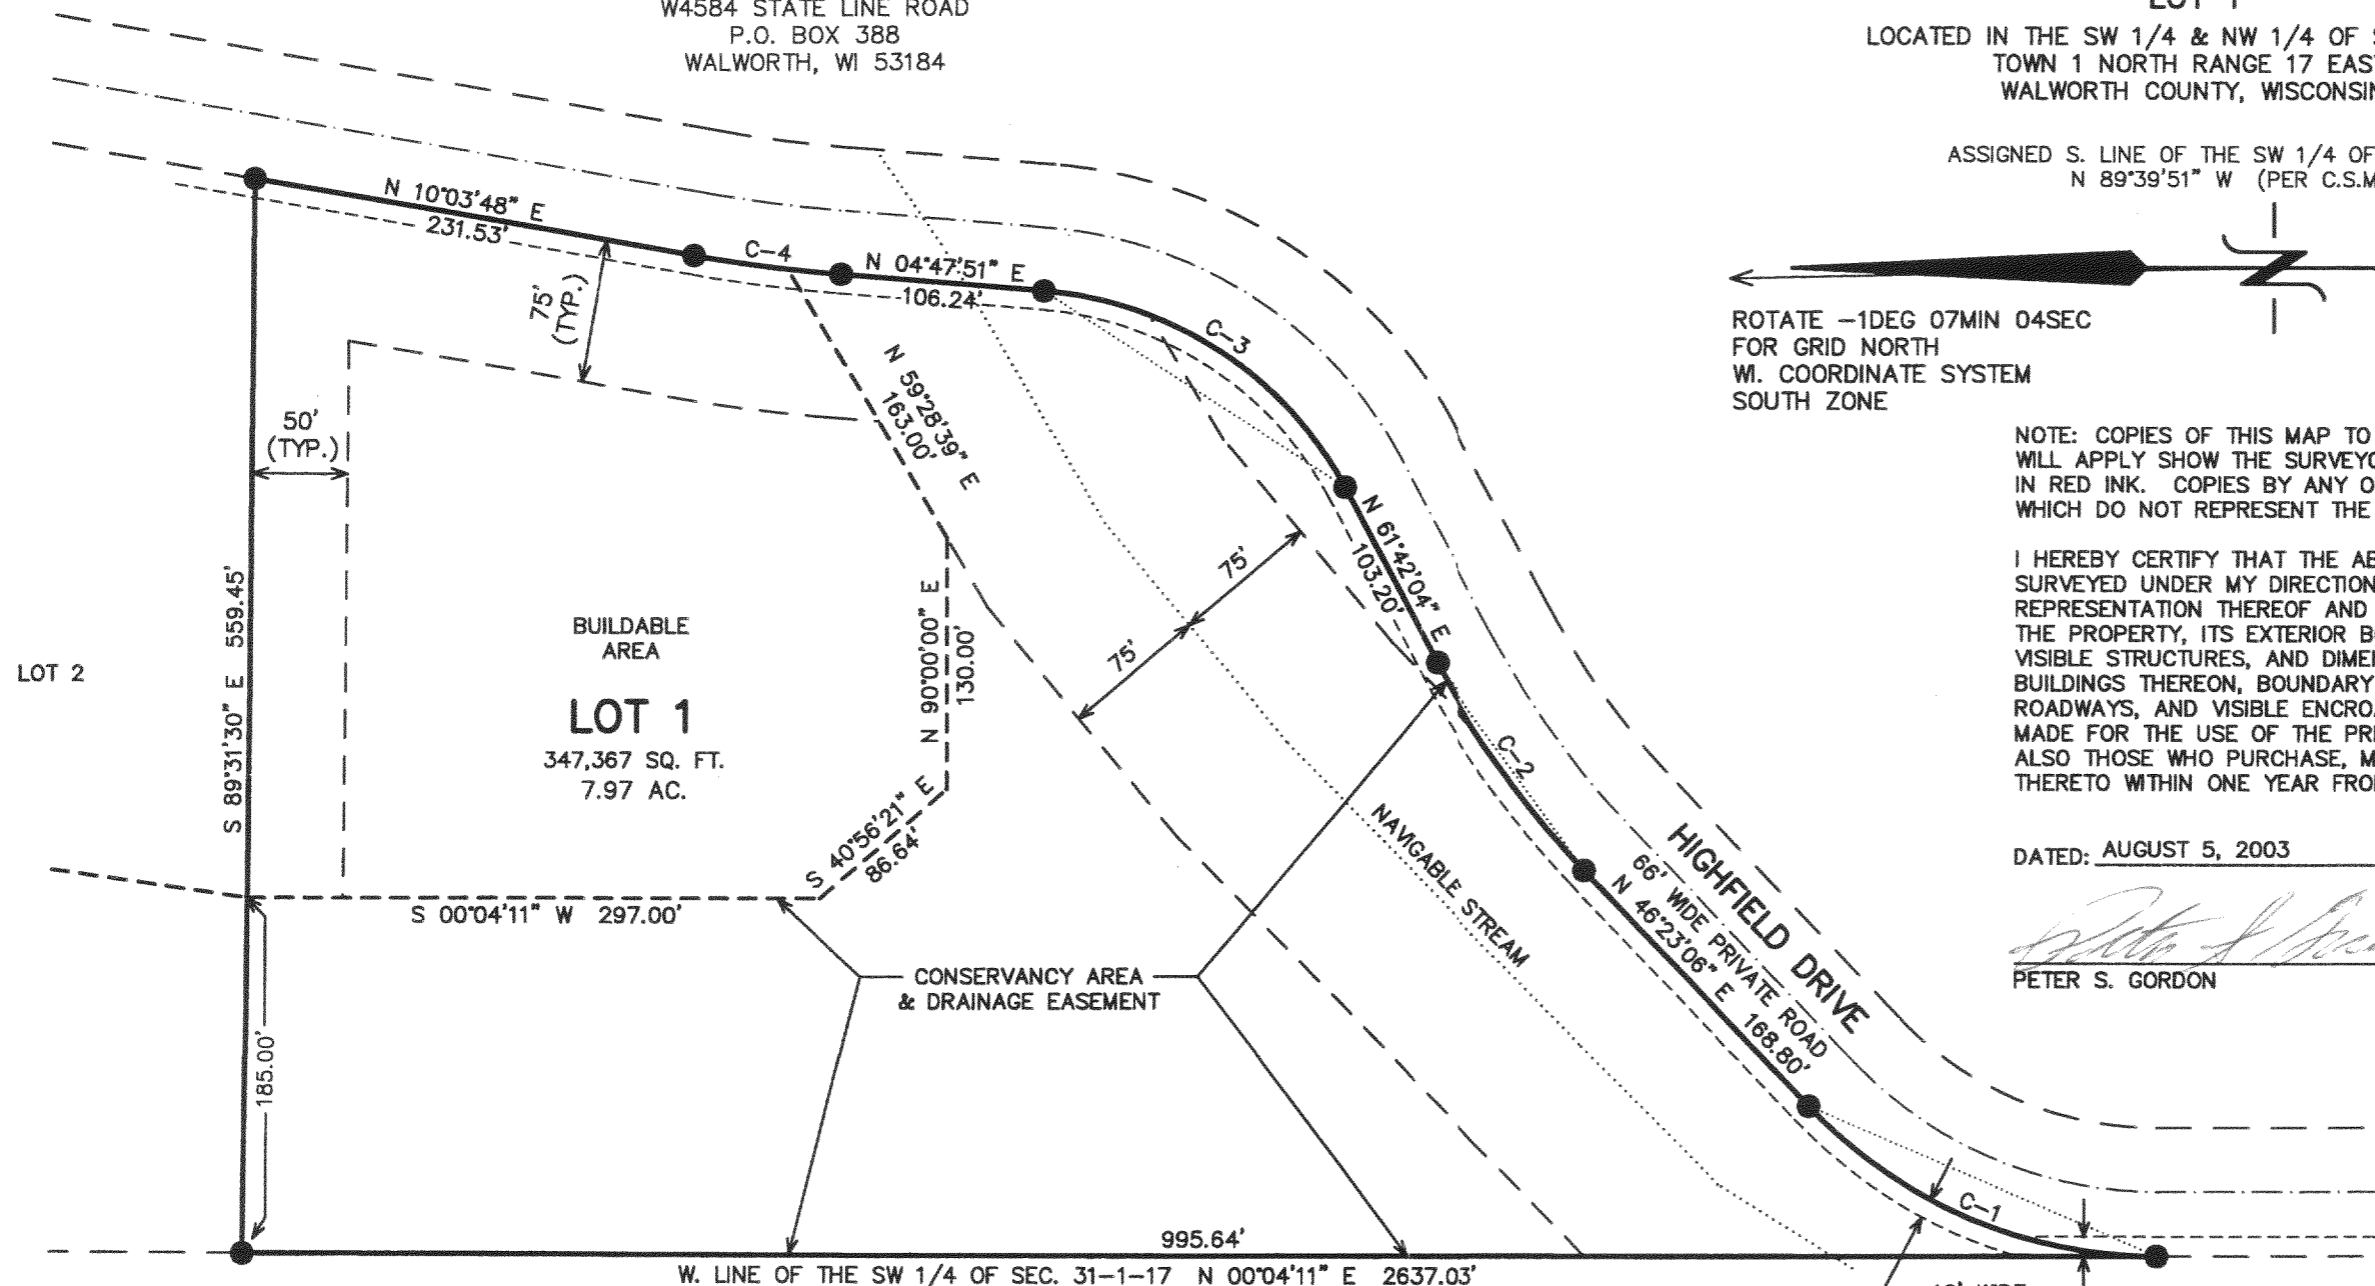 W4584 STATE LINE ROAD
P.O. BOX 388
WALWORTH, WI 53184
LOT 1
LOCATED IN THE SW 1/4 & NW 1/4 OF
TOWN 1 NORTH RANGE 17 EAST
WALWORTH COUNTY, WISCONSIN
ASSIGNED S. LINE OF THE SW 1/4 OF
N 89°39'51" W (PER C.S.M
N
ROTATE -1DEG 07MIN 04SEC
FOR GRID NORTH
WI. COORDINATE SYSTEM
SOUTH ZONE
NOTE: COPIES OF THIS MAP TO
WILL APPLY SHOW THE SURVEYO
IN RED INK. COPIES BY ANY O
WHICH DO NOT REPRESENT THE
I HEREBY CERTIFY THAT THE AB
SURVEYED UNDER MY DIRECTION
REPRESENTATION THEREOF AND
THE PROPERTY, ITS EXTERIOR B
VISIBLE STRUCTURES, AND DIME
BUILDINGS THEREON, BOUNDARY
ROADWAYS, AND VISIBLE ENCRO
MADE FOR THE USE OF THE PR
ALSO THOSE WHO PURCHASE, M
THERETO WITHIN ONE YEAR FRO
DATED: AUGUST 5, 2003
PETER S. GORDON
N 10°03'48" E
231.53'
C-4
N 04°47'51" E
106.24'
C-3
75'
(TYP.)
50'
(TYP.)
N 59°28'39" E
163.00'
N 61°42'04" E
103.20'
75'
75'
S 89°31'30" E 559.45'
LOT 2
BUILDABLE
AREA
LOT 1
347,367 SQ. FT.
7.97 AC.
N 90°00'00" E
130.00'
S 40°56'21" E
86.64'
S 00°04'11" W 297.00'
C-2
NAVIGABLE STREAM
HIGHFIELD DRIVE
66' WIDE PRIVATE ROAD
N 46°23'06" E 168.80'
CONSERVANCY AREA
& DRAINAGE EASEMENT
185.00'
C-1
995.64'
W. LINE OF THE SW 1/4 OF SEC. 31-1-17 N 00°04'11" E 2637.03'